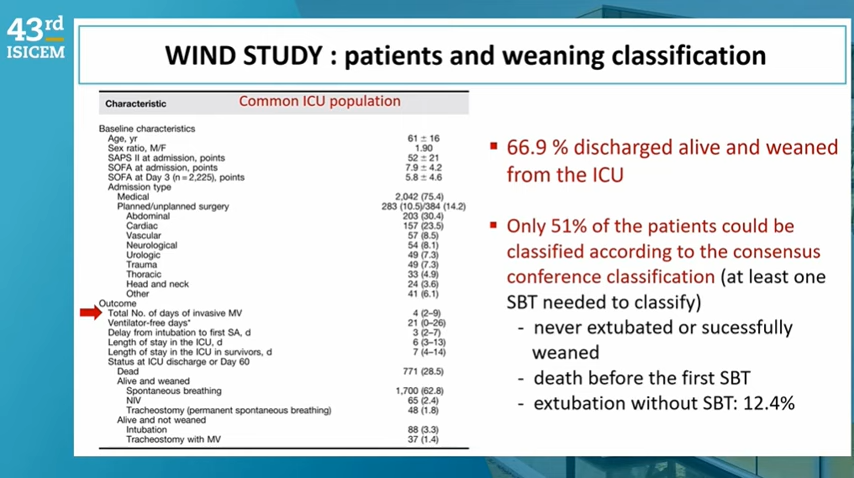 43rd
ISICEM
WIND STUDY : patients and weaning classification
Characteristic Common ICU population
Baseline characteristics
Age, yr 61 ± 16
Sex ratio, M/F 1.90
SAPS II at admission, points 52 ± 21
SOFA at admission, points 7.9 ± 4.2
SOFA at Day 3 (n = 2,225), points 5.8 ± 4.6
Admission type
Medical 2,042 (75.4)
Planned/unplanned surgery 283 (10.5)/384 (14.2)
Abdominal 203 (30.4)
Cardiac 157 (23.5)
Vascular 57 (8.5)
Neurological 54 (8.1)
Urologic 49 (7.3)
Trauma 49 (7.3)
Thoracic 33 (4.9)
Head and neck 24 (3.6)
Other 41 (6.1)
Outcome
Total No. of days of invasive MV 4 (2–9)
Ventilator-free days* 21 (0–26)
Delay from intubation to first SA, d 3 (2–7)
Length of stay in the ICU, d 6 (3–13)
Length of stay in the ICU in survivors, d 7 (4–14)
Status at ICU discharge or Day 60
Dead 771 (28.5)
Alive and weaned
Spontaneous breathing 1,700 (62.8)
NIV 65 (2.4)
Tracheostomy (permanent spontaneous breathing) 48 (1.8)
Alive and not weaned
Intubation 88 (3.3)
Tracheostomy with MV 37 (1.4)
▪ 66.9 % discharged alive and weaned
from the ICU
▪ Only 51% of the patients could be
classified according to the consensus
conference classification (at least one
SBT needed to classify)
- never extubated or sucessfully
weaned
- death before the first SBT
- extubation without SBT: 12.4%